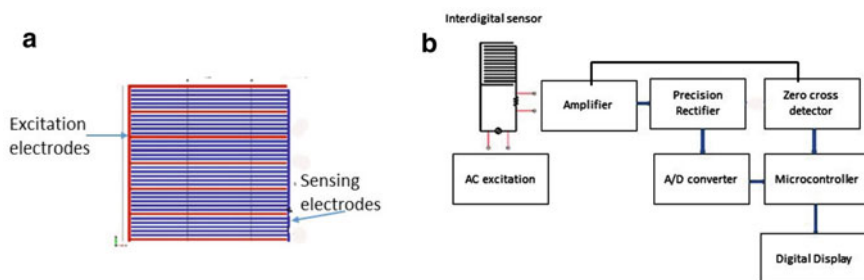 a
Excitation
electrodes
Sensing
electrodes
b
Interdigital sensor
Amplifier
Precision
Rectifier
Zero cross
detector
AC excitation
A/D converter
Microcontroller
Digital Display